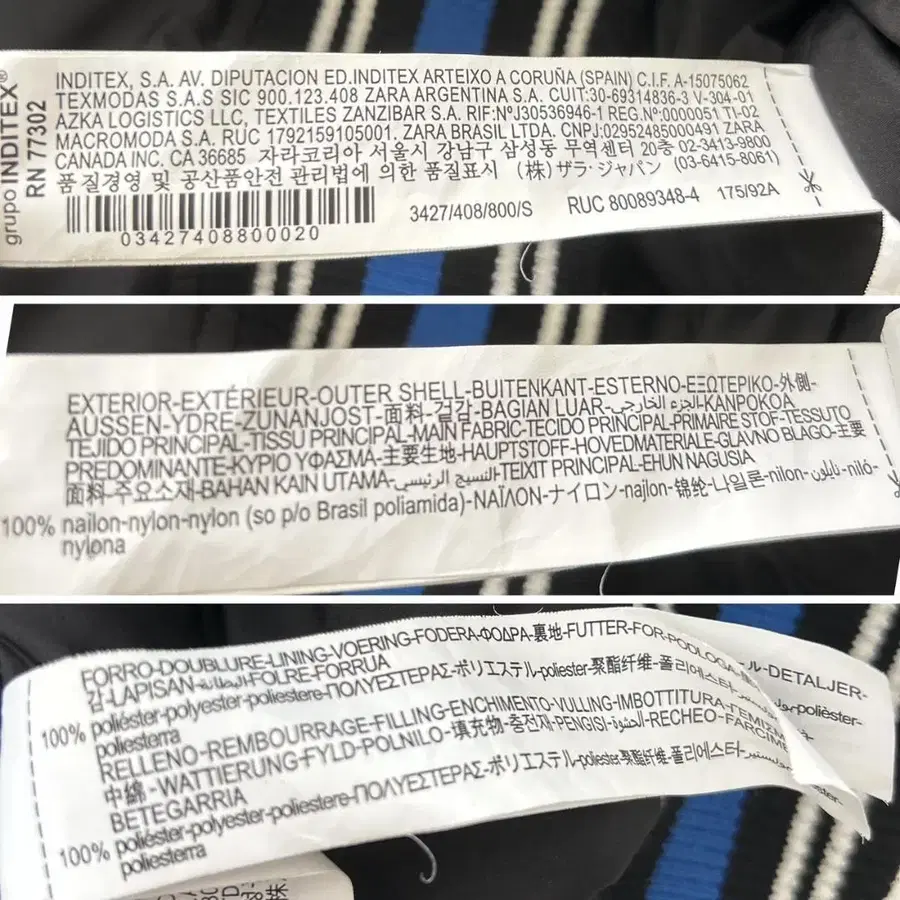 grupo INDITEX®
RN 77302
INDITEX, S.A. AV. DIPUTACION ED.INDITEX ARTEIXO A CORUÑA (SPAIN) C.I.F. A-15075062
TEXMODAS S.A.S SIC 900.123.408 ZARA ARGENTINA S.A. CUIT:30-69314836-3 V-304-01
AZKA LOGISTICS LLC, TEXTILES ZANZIBAR S.A. RIF:NºJ30536946-1 REG.Nº0000051 TI-02
MACROMODA S.A. RUC 1792159105001. ZARA BRASIL LTDA. CNPJ:02952485000491 ZARA
CANADA INC. CA 36685 자라코리아 서울시 강남구 삼성동 무역센터 20층 02-3413-9800
품질경영 및 공산품안전 관리법에 의한 품질표시 (株) ザラ・ジャパン (03-6415-8061)
3427/408/800/S RUC 80089348-4 175/92A
03427408800020
EXTERIOR-EXTÉRIEUR-OUTER SHELL-BUITENKANT-ESTERNO-ΕΞΩΤΕΡΙΚΟ-外側-
AUSSEN-YDRE-ZUNANJOST-面料-겉감-BAGIAN LUAR-الجزء الخارجي-KANPOKOA
TEJIDO PRINCIPAL-TISSU PRINCIPAL-MAIN FABRIC-TECIDO PRINCIPAL-PRIMAIRE STOF-TESSUTO
PREDOMINANTE-ΚΥΡΙΟ ΥΦΑΣΜΑ-主要生地-HAUPTSTOFF-HOVEDMATERIALE-GLAVNO BLAGO-主要
面料-주요소재-BAHAN KAIN UTAMA-النسيج الرئيسي-TEIXIT PRINCIPAL-EHUN NAGUSIA
100% nailon-nylon-nylon (so p/o Brasil poliamida)-ΝΑΪΛΟΝ-ナイロン-najlon-锦纶-나일론-nilon-نايلون-niló-
nylona
FORRO-DOUBLURE-LINING-VOERING-FODERA-ΦΟΔΡΑ-裏地-FUTTER-FOR-PODLOGA-
감-LAPISAN-البطانة-FOLRE-FORRUA
100% poliéster-polyester-polyester-poliestere-ΠΟΛΥΕΣΤΕΡΑΣ-ポリエステル-poliester-聚酯纤维-폴리에스터-
poliesterra
RELLENO-REMBOURRAGE-FILLING-ENCHIMENTO-VULLING-IMBOTTITURA-ΓΕΜΙΣ
中綿-WATTIERUNG-FYLD-POLNILO-填充物-충전재-PENGISI-الحشوة-RECHEO-FARCIME
BETEGARRIA
100% poliéster-polyester-polyester-poliestere-ΠΟΛΥΕΣΤΕΡΑΣ-ポリエステル-poliester-聚酯纤维-폴리에스터-
poliesterra
ル-DETALJER-
polièster-